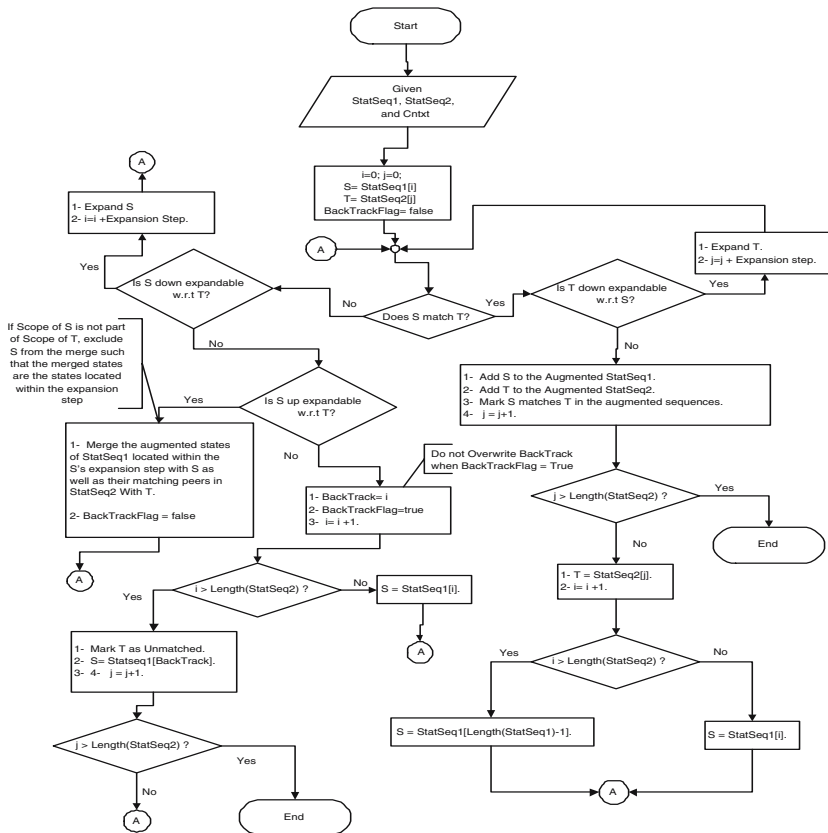 Start
Given
StatSeq1, StatSeq2,
and Cntxt
i=0; j=0;
S= StatSeq1[i]
T= StatSeq2[j]
BackTrackFlag= false
A
1- Expand S
2- i=i +Expansion Step.
A
1- Expand T.
2- j=j + Expansion step.
Yes
Is S down expandable
w.r.t T?
No
Does S match T?
Yes
Is T down expandable
w.r.t S?
Yes
If Scope of S is not part
of Scope of T, exclude
S from the merge such
that the merged states
are the states located
within the expansion
step
No
No
1- Add S to the Augmented StatSeq1.
2- Add T to the Augmented StatSeq2.
3- Mark S matches T in the augmented sequences.
4- j = j+1.
Yes
Is S up expandable
w.r.t T?
No
1- Merge the augmented states
of StatSeq1 located within the
S's expansion step with S as
well as their matching peers in
StatSeq2 With T.
2- BackTrackFlag = false
Do not Overwrite BackTrack
when BackTrackFlag = True
1- BackTrack= i
2- BackTrackFlag=true
3- i= i +1.
j > Length(StatSeq2) ?
Yes
End
No
A
1- T = StatSeq2[j].
2- i= i +1.
Yes
i > Length(StatSeq2) ?
No
S = StatSeq1[i].
A
1- Mark T as Unmatched.
2- S= Statseq1[BackTrack].
3- 4- j = j+1.
Yes
i > Length(StatSeq2) ?
No
S = StatSeq1[Length(StatSeq1)-1].
S = StatSeq1[i].
j > Length(StatSeq2) ?
Yes
No
A
End
A